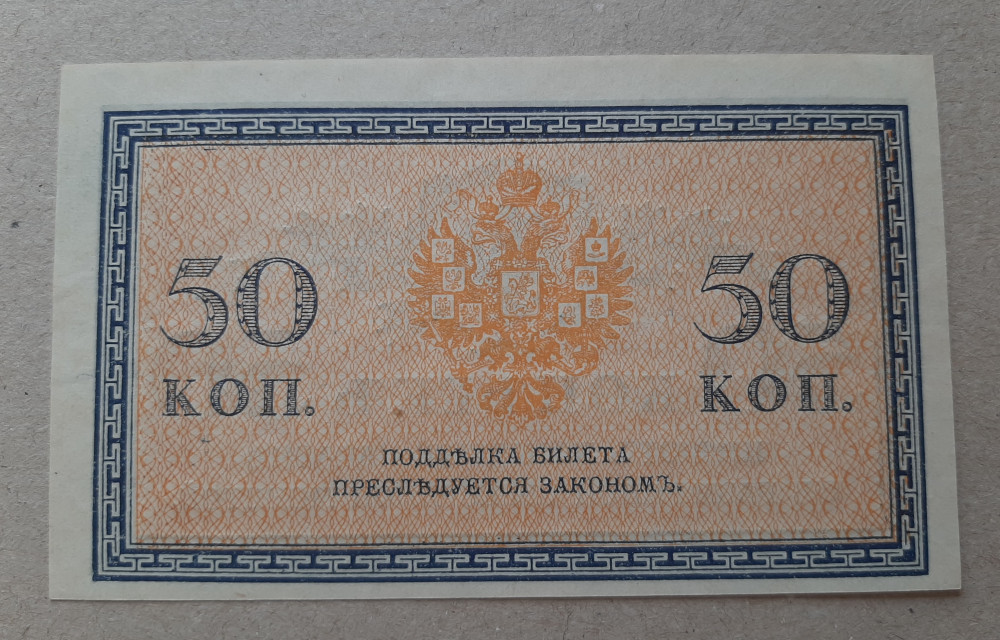 50 50
КОП. КОП.
ПОДДѢЛКА БИЛЕТА
ПРЕСЛѢДУЕТСЯ ЗАКОНОМЪ.